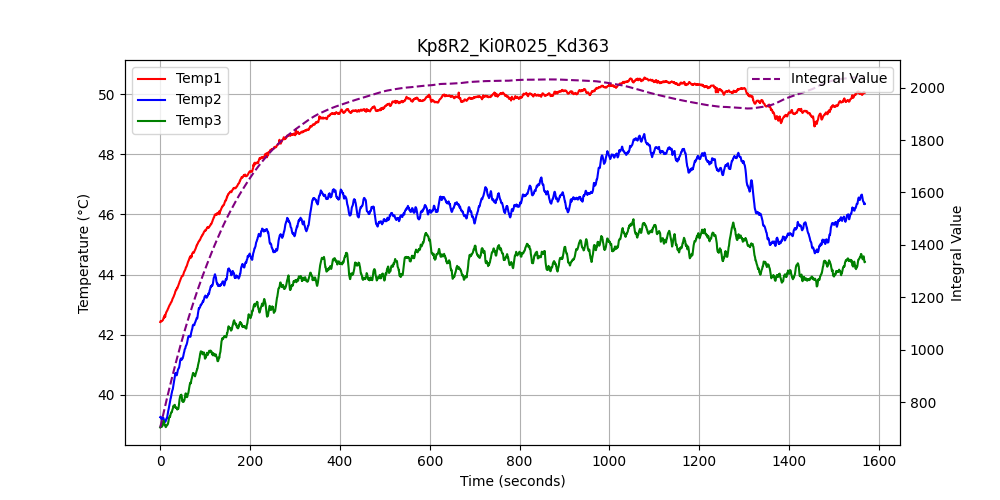 Kp8R2_Ki0R025_Kd363
Temp1
Temp2
Temp3
Integral Value
Temperature (°C)
50
48
46
44
42
40
2000
1800
1600
1400
1200
1000
800
Integral Value
0 200 400 600 800 1000 1200 1400 1600
Time (seconds)